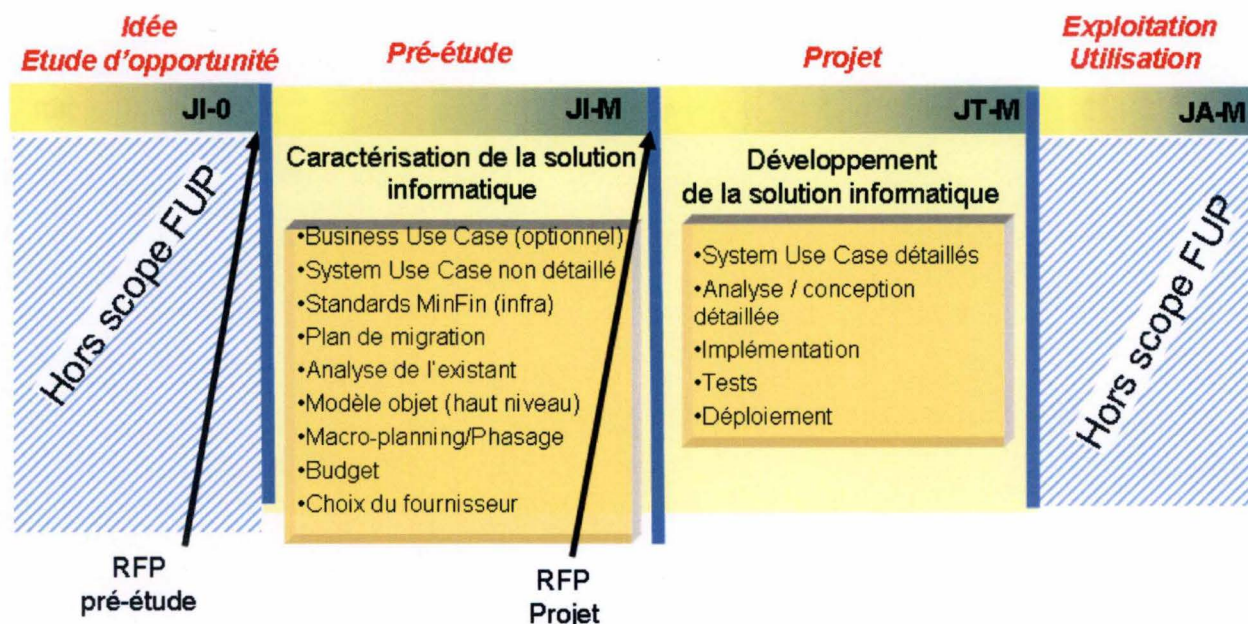 Idée
Etude d'opportunité
Pré-étude
Projet
Exploitation
Utilisation
JI-0
JI-M
JT-M
JA-M
Hors scope FUP
Caractérisation de la solution
informatique
•Business Use Case (optionnel)
•System Use Case non détaillé
•Standards MinFin (infra)
•Plan de migration
•Analyse de l'existant
•Modèle objet (haut niveau)
•Macro-planning/Phasage
•Budget
•Choix du fournisseur
Développement
de la solution informatique
•System Use Case détaillés
•Analyse / conception
détaillée
•Implémentation
•Tests
•Déploiement
Hors scope FUP
RFP
pré-étude
RFP
Projet